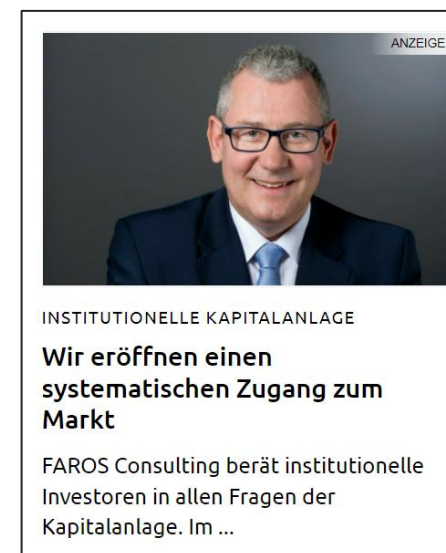 ANZEIGE
INSTITUTIONELLE KAPITALANLAGE
Wir eröffnen einen
systematischen Zugang zum
Markt
FAROS Consulting berät institutionelle
Investoren in allen Fragen der
Kapitalanlage. Im ...